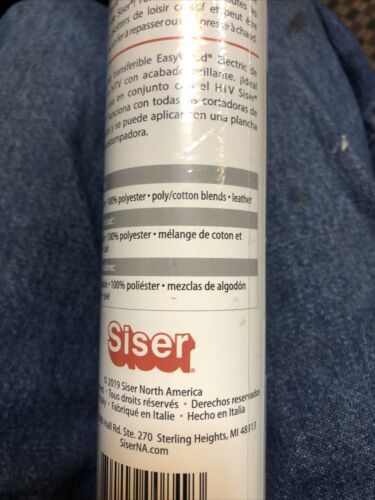 Siser
loisir créatif et peut être
à repasser ou
presse à chaud.
transferible EasyWeed® Electric de
HTV con acabado brillante. ¡Ideal
en conjunto con el HTV Siser®
Funciona con todas las cortadoras de
y se puede aplicar con una plancha
estampadora.
100% polyester • poly/cotton blends • leather
100% polyester • mélange de coton et
100% poliéster • mezclas de algodón
piel
Siser®
© 2019 Siser North America
• Tous droits réservés • Derechos reservados
• Fabriqué en Italie • Hecho en Italia
Hall Rd. Ste. 270 Sterling Heights, MI 48313
SiserNA.com